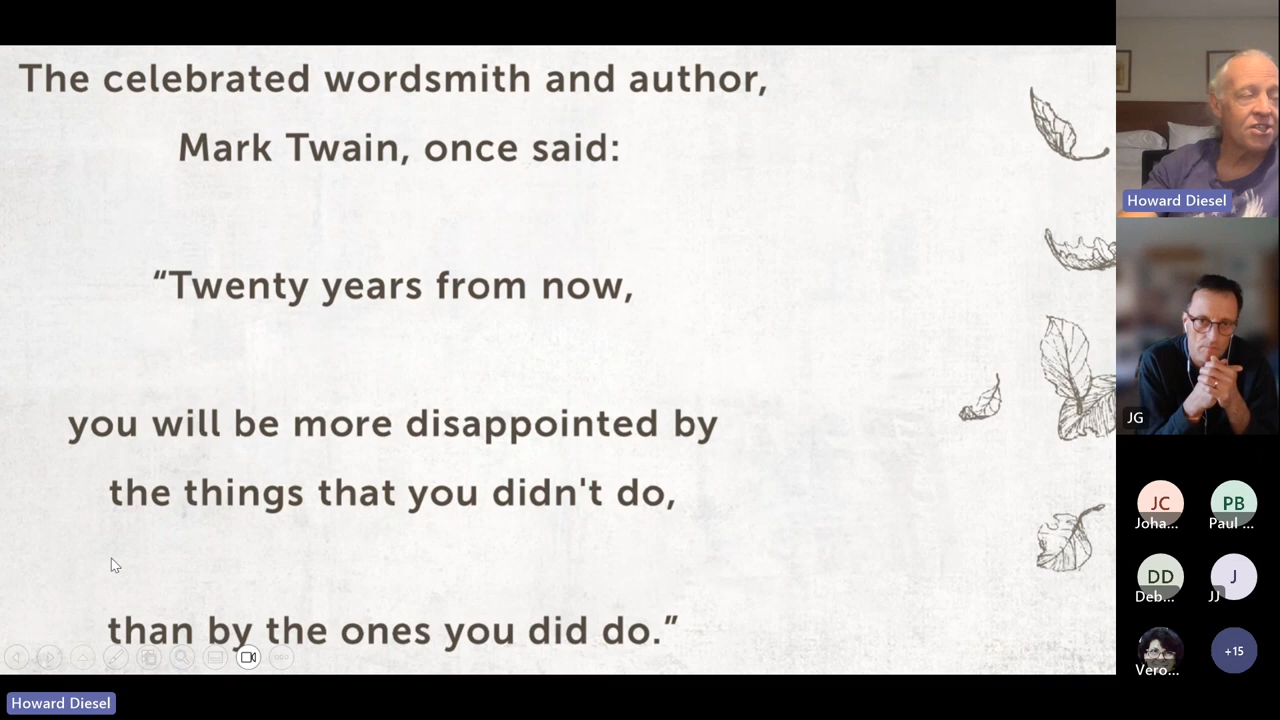 The celebrated wordsmith and author,
Mark Twain, once said:
“Twenty years from now,
you will be more disappointed by
the things that you didn't do,
than by the ones you did do.”
Howard Diesel
Howard Diesel
JG
JC
Joha...
PB
Paul ...
DD
Deb...
J
JJ
Vero...
+15